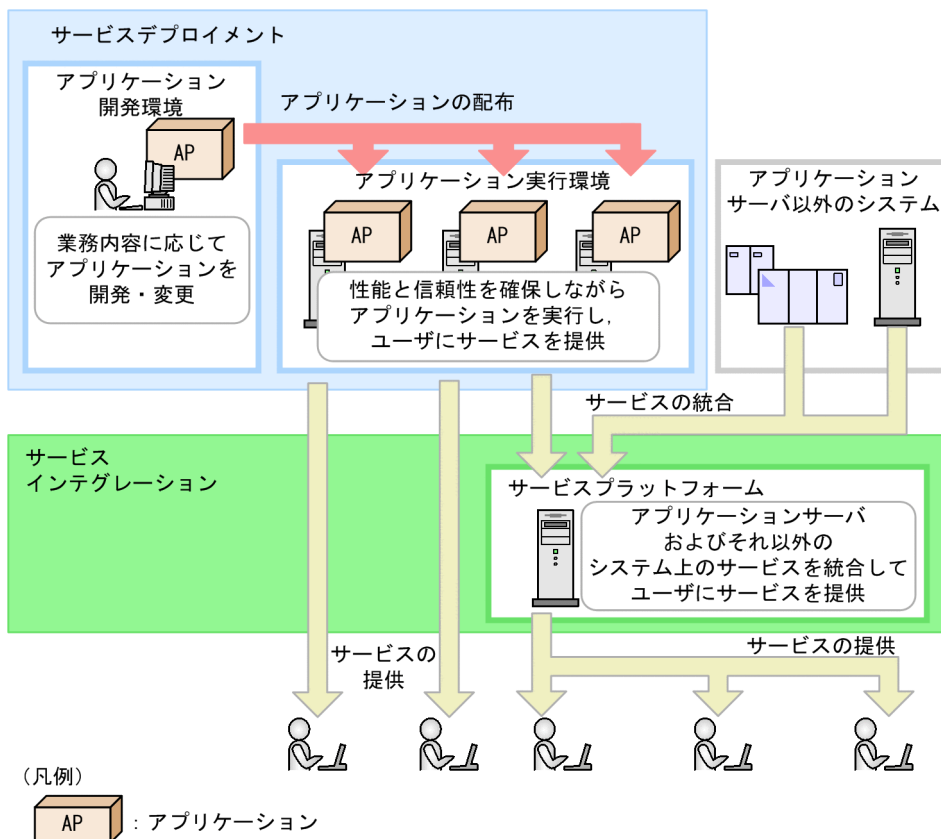 サービスデプロイメント
アプリケーション
開発環境
アプリケーションの配布
AP
業務内容に応じて
アプリケーションを
開発・変更
アプリケーション実行環境
AP
AP
AP
性能と信頼性を確保しながら
アプリケーションを実行し,
ユーザにサービスを提供
アプリケーション
サーバ以外のシステム
サービスの統合
サービス
インテグレーション
サービスプラットフォーム
アプリケーションサーバ
およびそれ以外の
システム上のサービスを統合して
ユーザにサービスを提供
サービスの
提供
サービスの提供
(凡例)
AP
:アプリケーション